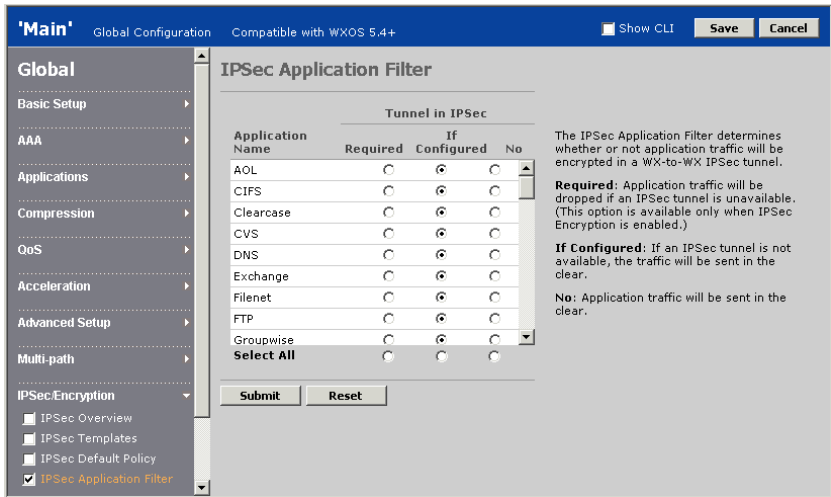 'Main' Global Configuration Compatible with WXOS 5.4+ Show CLI Save Cancel
Global
Basic Setup
AAA
Applications
Compression
QoS
Acceleration
Advanced Setup
Multi-path
IPSec/Encryption
IPSec Overview
IPSec Templates
IPSec Default Policy
IPSec Application Filter
IPSec Application Filter
Tunnel in IPSec
Application
Name
Required
If
Configured
No
AOL
CIFS
Clearcase
CVS
DNS
Exchange
Filenet
FTP
Groupwise
Select All
Submit Reset
The IPSec Application Filter determines
whether or not application traffic will be
encrypted in a WX-to-WX IPSec tunnel.
Required: Application traffic will be
dropped if an IPSec tunnel is unavailable.
(This option is available only when IPSec
Encryption is enabled.)
If Configured: If an IPSec tunnel is not
available, the traffic will be sent in the
clear.
No: Application traffic will be sent in the
clear.